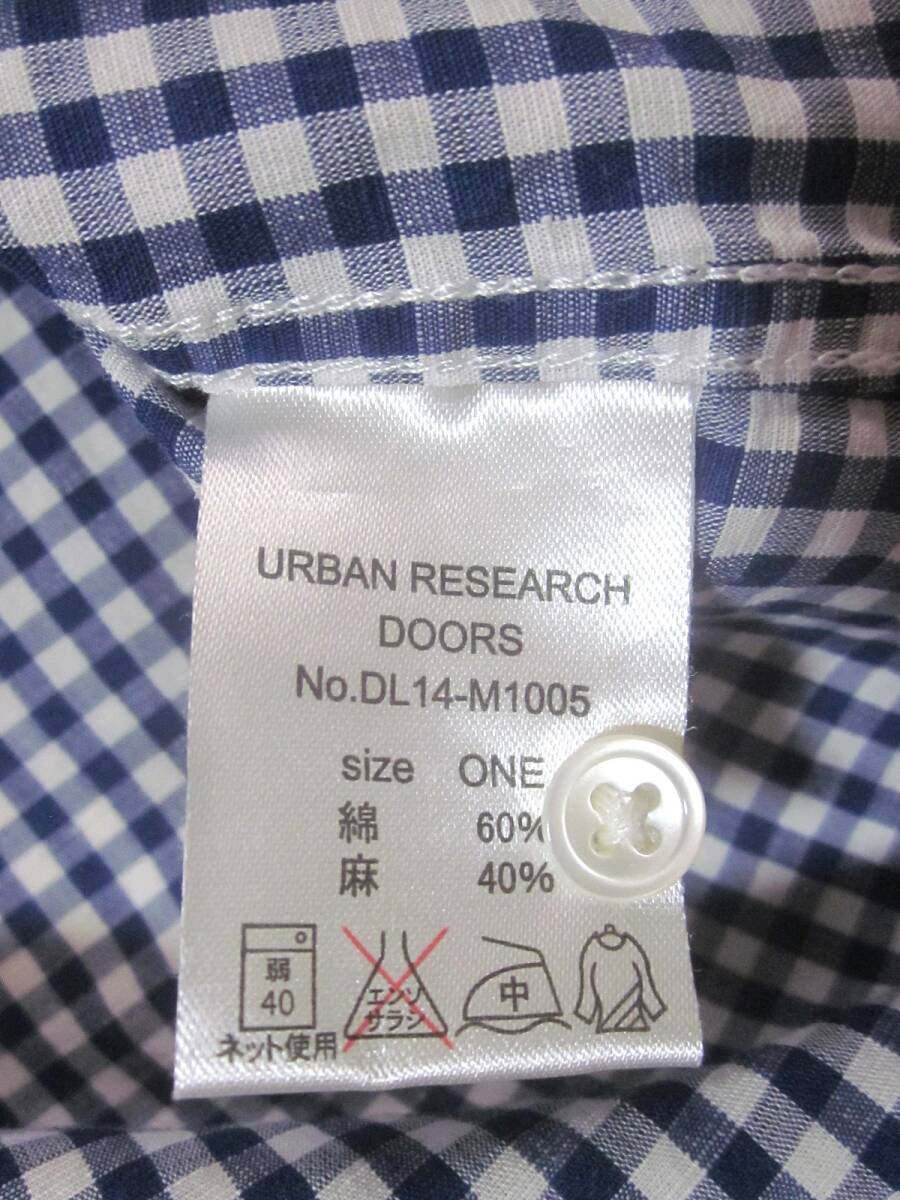 URBAN RESEARCH
DOORS
No.DL14-M1005
size ONE
綿 60%
麻 40%
弱
40
エンソ
サラシ
中
ネット使用